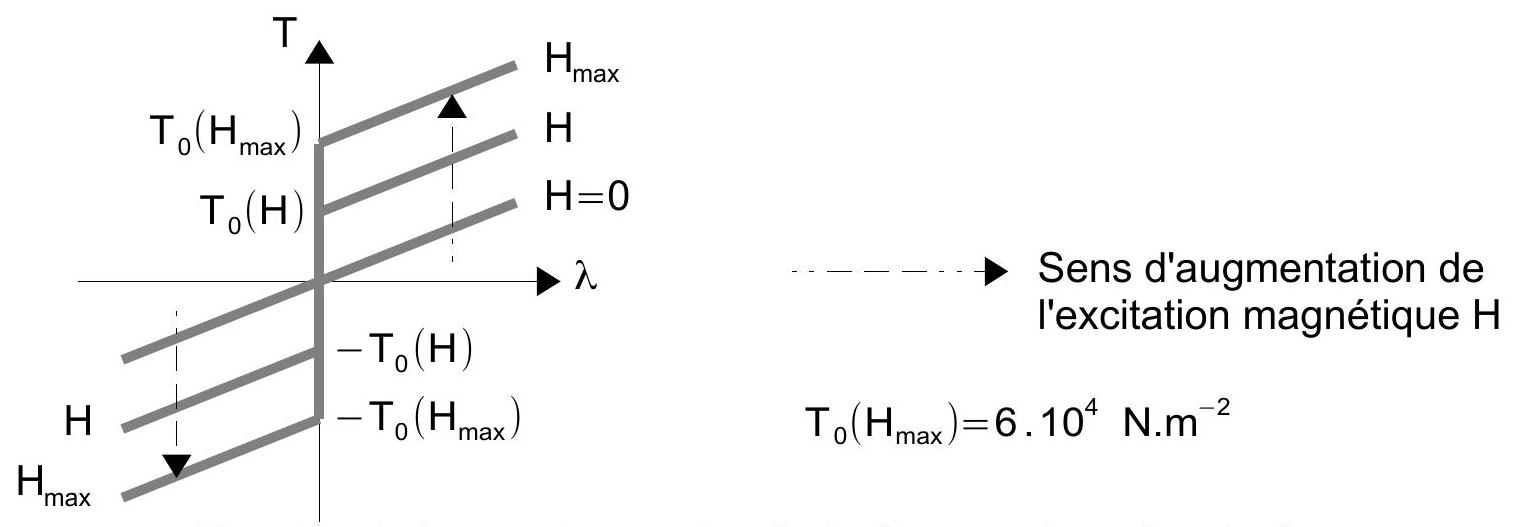 T
H_max
T_0(H_max)
H
T_0(H)
H=0
λ
Sens d'augmentation de
l'excitation magnétique H
−T_0(H)
H
−T_0(H_max)
T_0(H_max)=6.10^4 N.m^−2
H_max